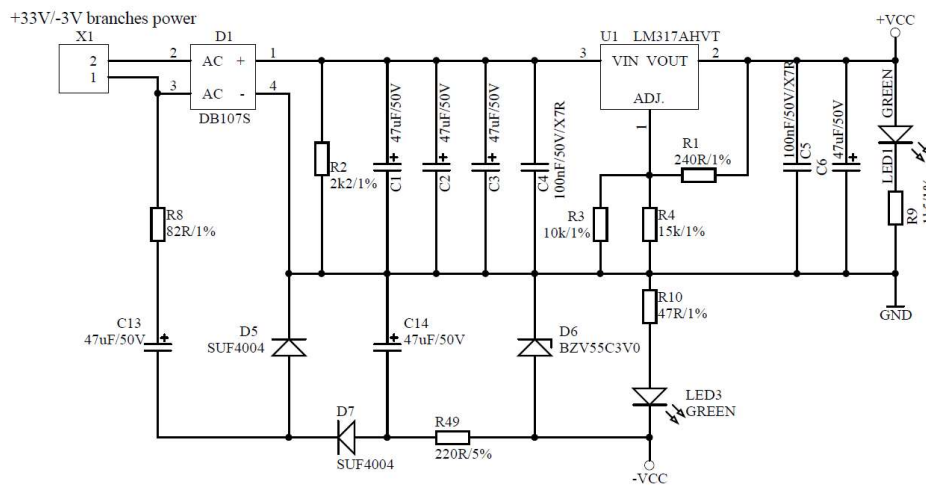 +33V/-3V branches power
X1
2
1
D1
2
AC
+
1
3
AC
-
4
DB107S
U1
LM317AHVT
3
VIN VOUT
2
ADJ.
1
+VCC
R2
2k2/1%
47uF/50V
C1
47uF/50V
C2
47uF/50V
C3
100nF/50V/X7R
C4
R1
240R/1%
R3
10k/1%
R4
15k/1%
100nF/50V/X7R
C5
C6
47uF/50V
GREEN
LED1
R9
R8
82R/1%
R10
47R/1%
GND
C13
47uF/50V
D5
SUF4004
C14
47uF/50V
D6
BZV55C3V0
LED3
GREEN
D7
SUF4004
R49
220R/5%
-VCC